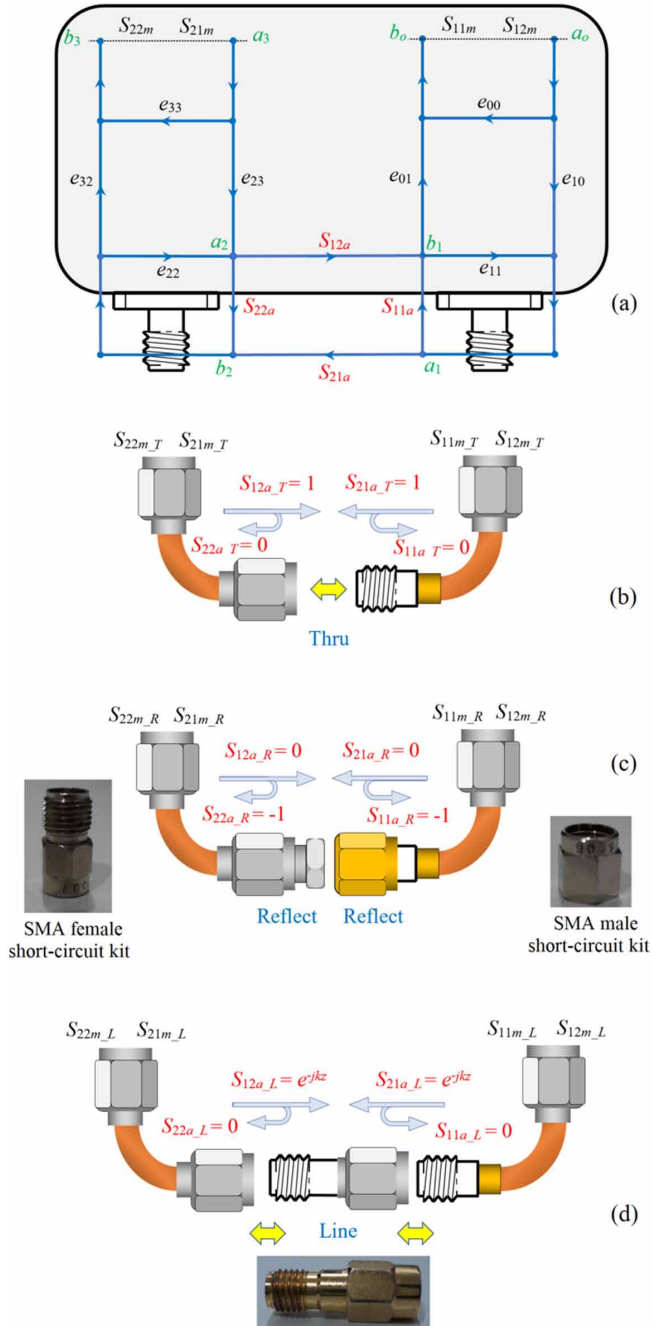 b3 S22m S21m a3 bo S11m S12m ao
e33 e00
e32 e23 e01 e10
a2 S12a b1
e22 e11
S22a S11a (a)
b2 S21a a1
S22m_T S21m_T S11m_T S12m_T
S12a_T = 1 S21a_T = 1
S22a_T = 0 S11a_T = 0
(b)
Thru
S22m_R S21m_R S11m_R S12m_R
S12a_R = 0 S21a_R = 0 (c)
S22a_R = -1 S11a_R = -1
Reflect Reflect
SMA female
short-circuit kit
SMA male
short-circuit kit
S22m_L S21m_L S11m_L S12m_L
S12a_L = e-jkz S21a_L = e-jkz
S22a_L = 0 S11a_L = 0
(d)
Line